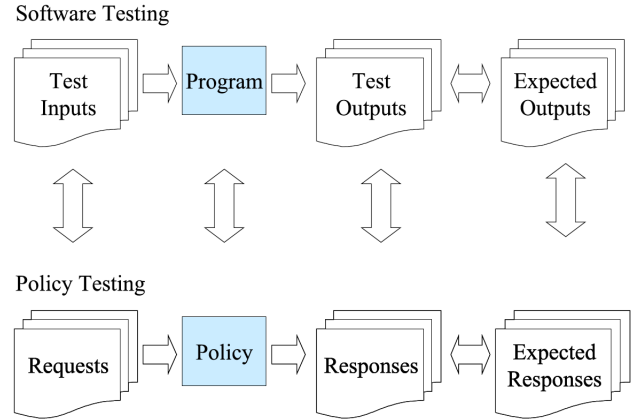 Software Testing
Test
Inputs
Program
Test
Outputs
Expected
Outputs
Policy Testing
Requests
Policy
Responses
Expected
Responses